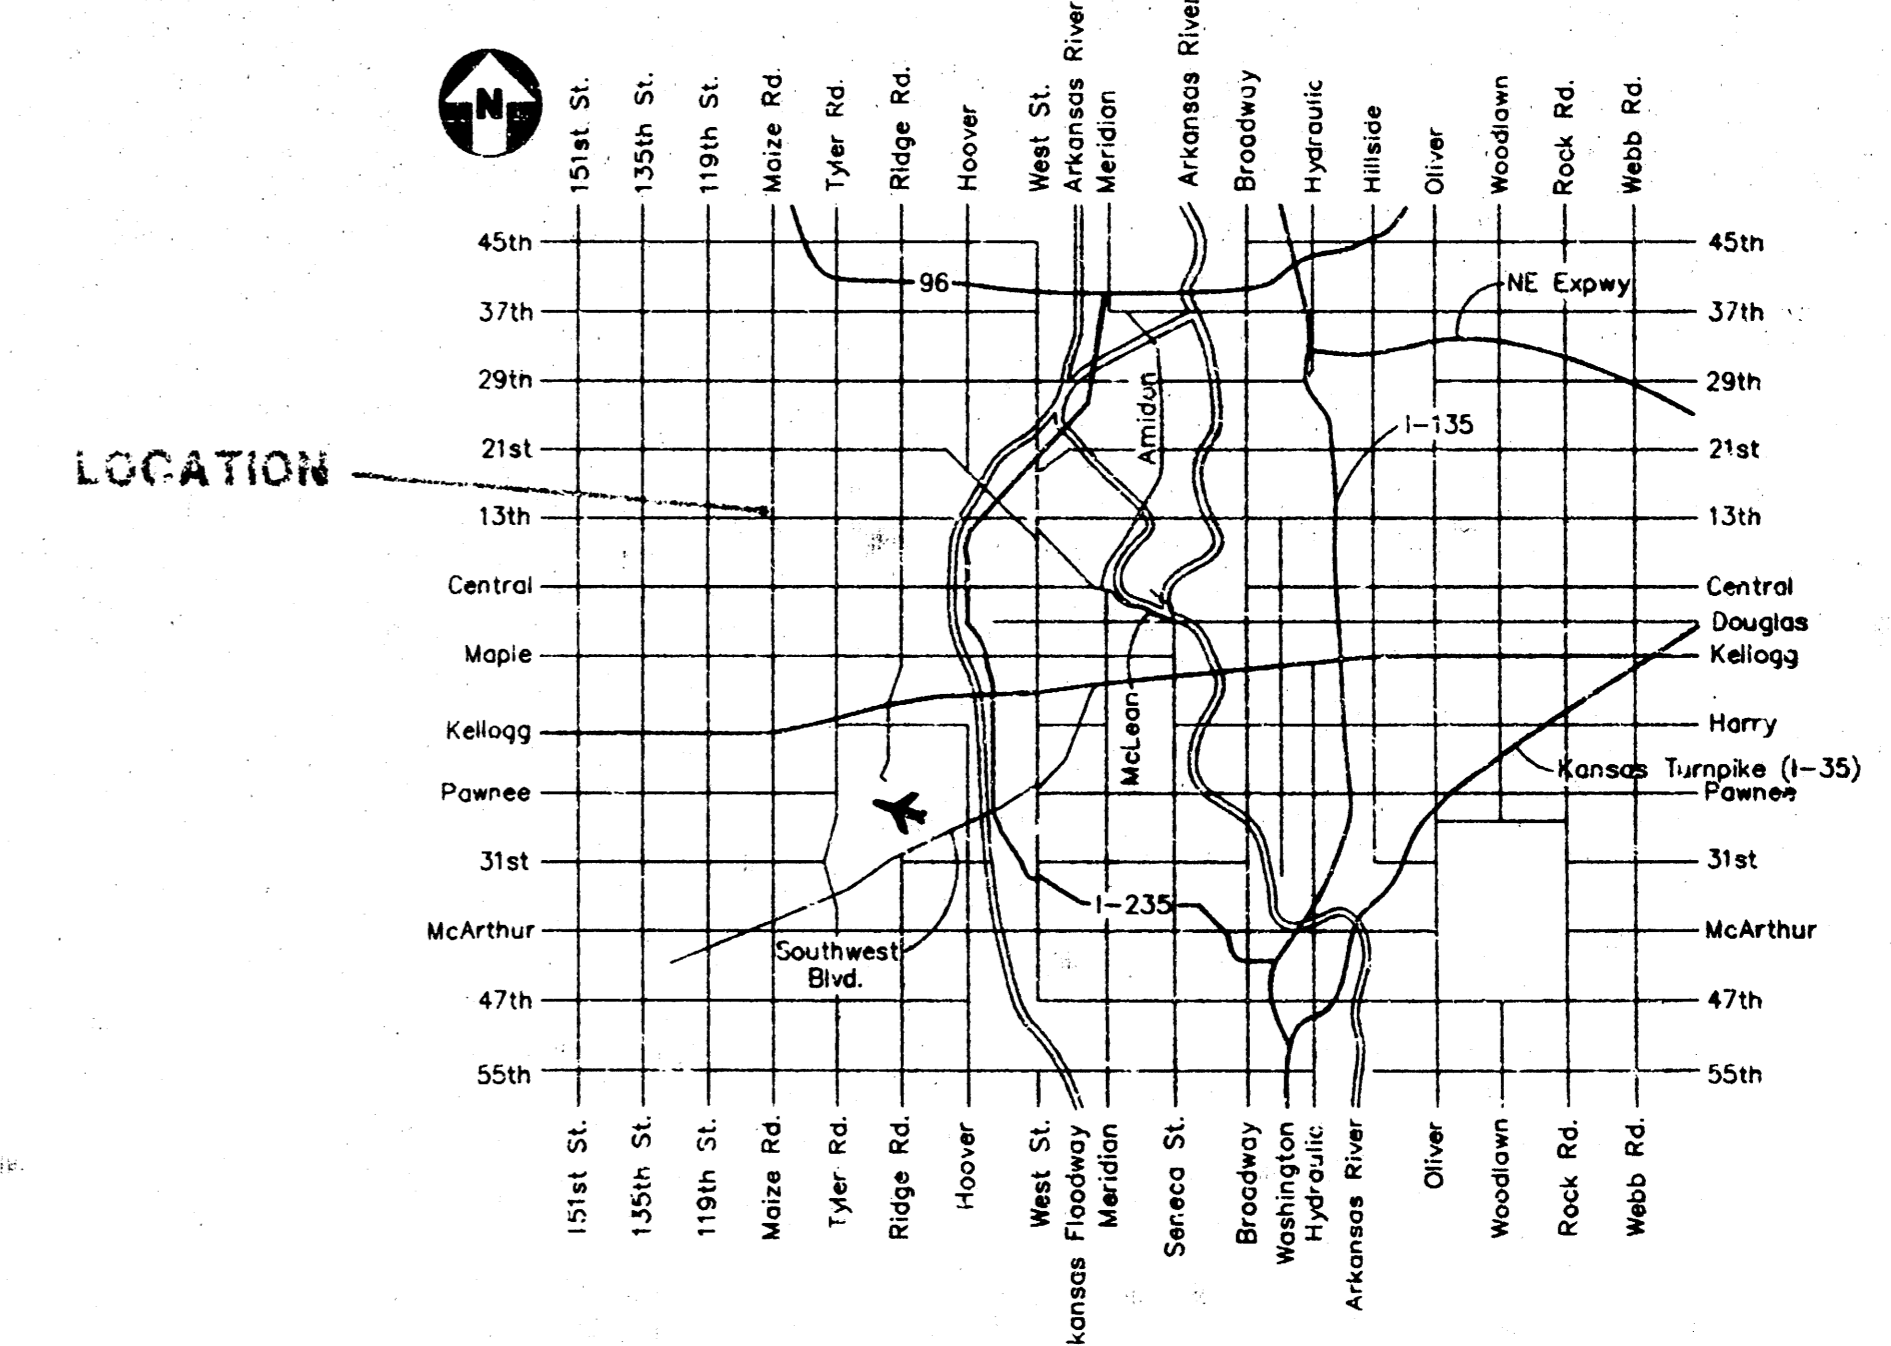 N
151st St.
135th St.
119th St.
Maize Rd.
Tyler Rd.
Ridge Rd.
Hoover
West St.
Arkansas River
Meridian
Arkansas River
Broadway
Hydraulic
Hillside
Oliver
Woodlawn
Rock Rd.
Webb Rd.
45th
45th
96
NE Expwy
37th
37th
29th
29th
Amidon
I-135
21st
21st
LOCATION
13th
13th
Central
Central
Douglas
Maple
Kellogg
McLean
Kellogg
Harry
Kansas Turnpike (I-35)
Pawnee
Pawnee
31st
31st
I-235
McArthur
McArthur
Southwest
Blvd.
47th
47th
55th
55th
151st St.
135th St.
119th St.
Maize Rd.
Tyler Rd.
Ridge Rd.
Hoover
West St.
kansas Floodway
Meridian
Seneca St.
Broadway
Washington
Hydraulic
Arkansas River
Oliver
Woodlawn
Rock Rd.
Webb Rd.